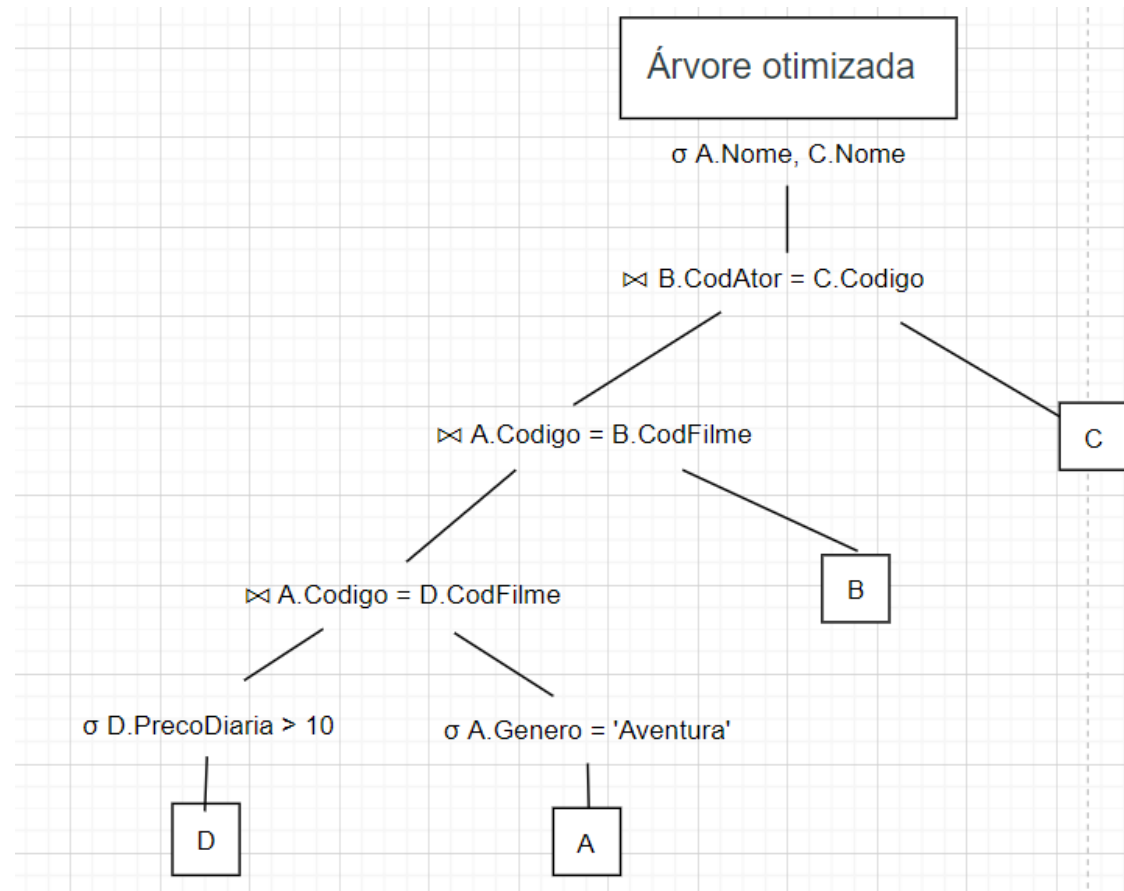 Árvore otimizada
σ A.Nome, C.Nome
⋈ B.CodAtor = C.Codigo
⋈ A.Codigo = B.CodFilme
C
⋈ A.Codigo = D.CodFilme
B
σ D.PrecoDiaria > 10
σ A.Genero = 'Aventura'
D
A